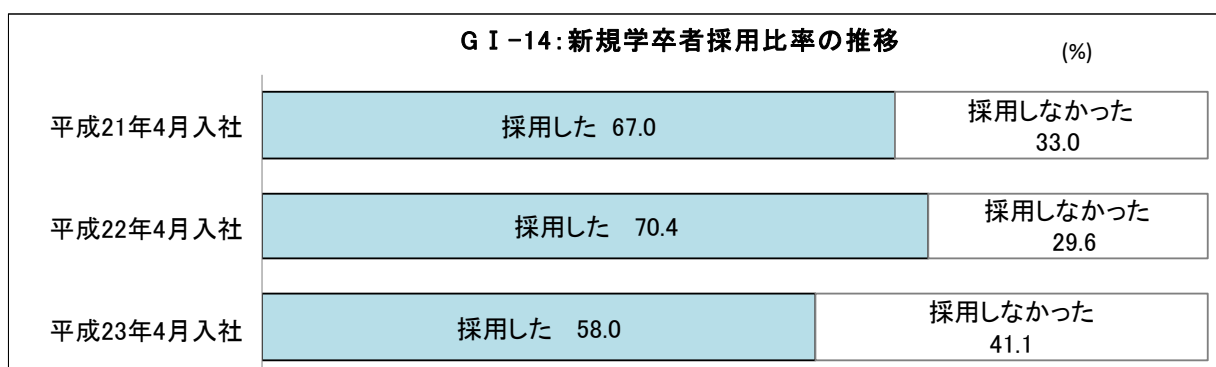 GⅠ-14:新規学卒者採用比率の推移
(%)
平成21年4月入社
採用した 67.0
採用しなかった
33.0
平成22年4月入社
採用した　70.4
採用しなかった
29.6
平成23年4月入社
採用した　58.0
採用しなかった
41.1